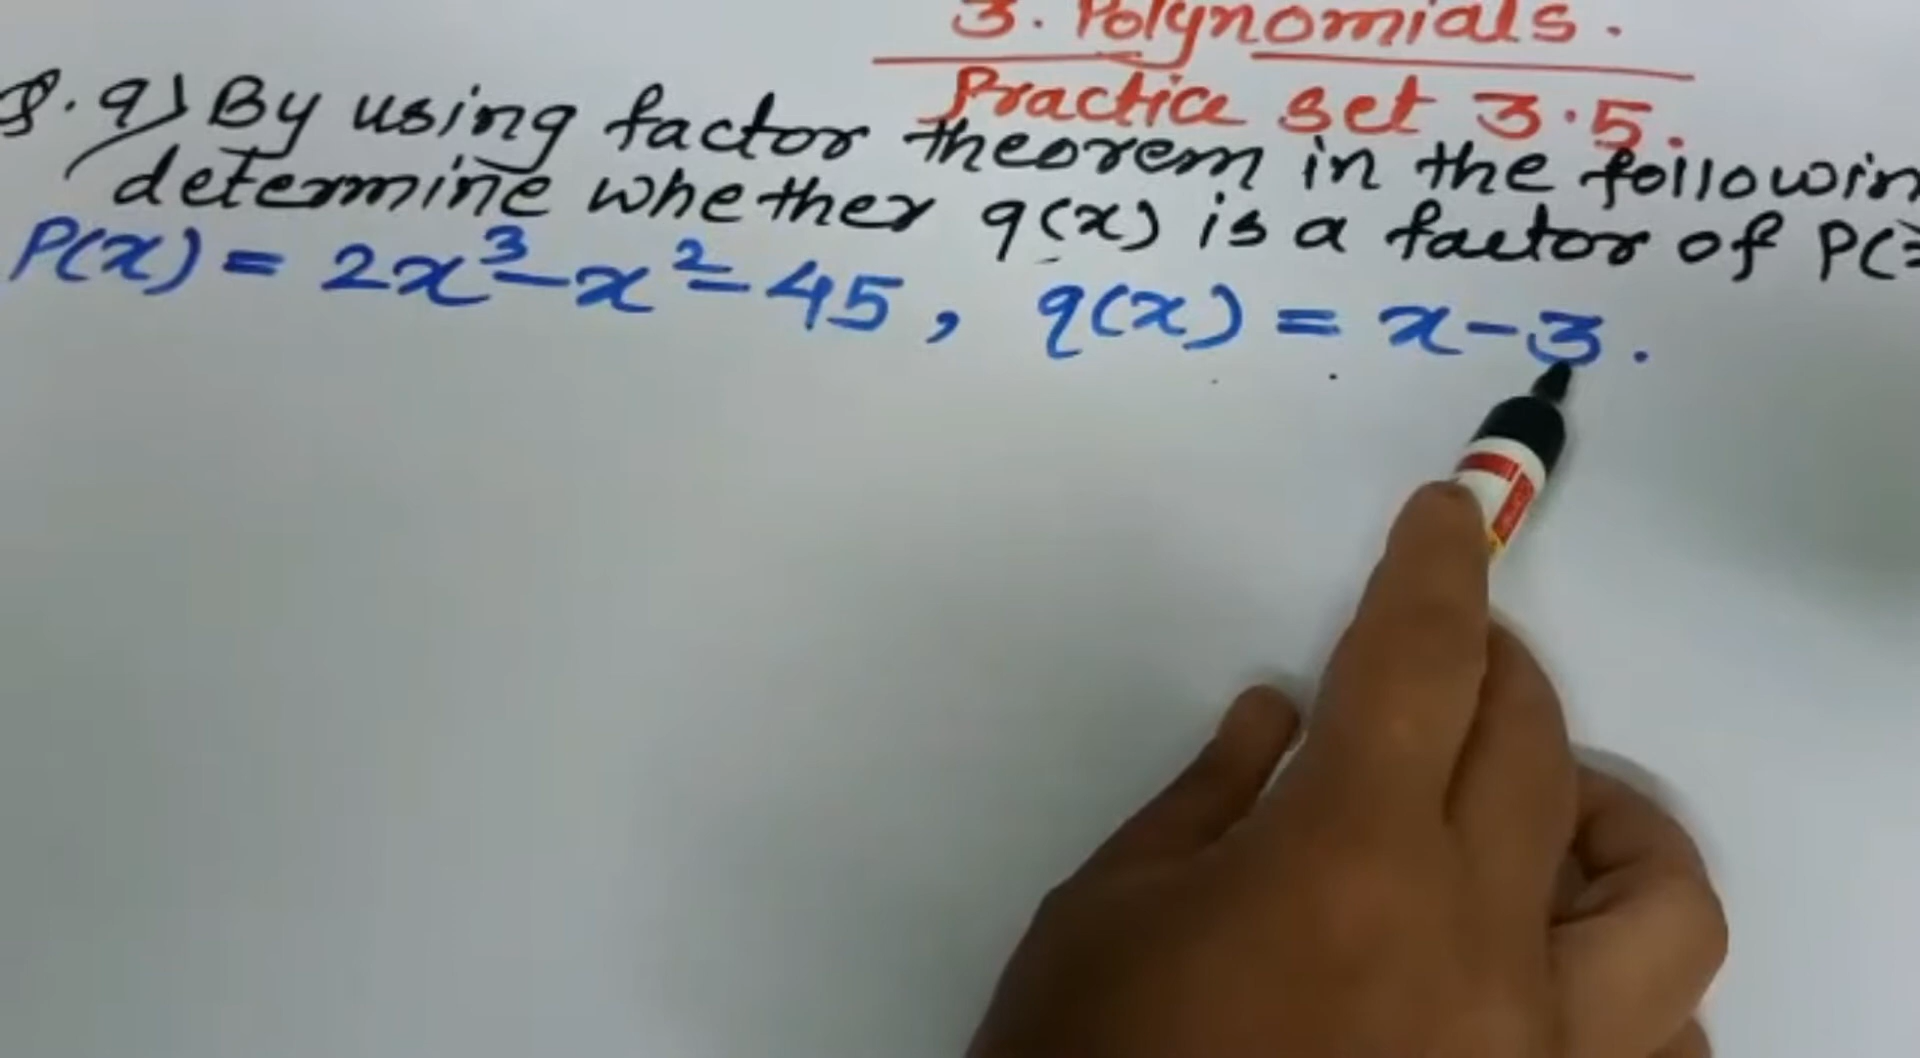 3. Polynomials.
Practice set 3.5.
Q.9) By using factor theorem in the followin
determine whether q(x) is a factor of P(x
P(x) = 2x³-x²-45, q(x) = x-3.